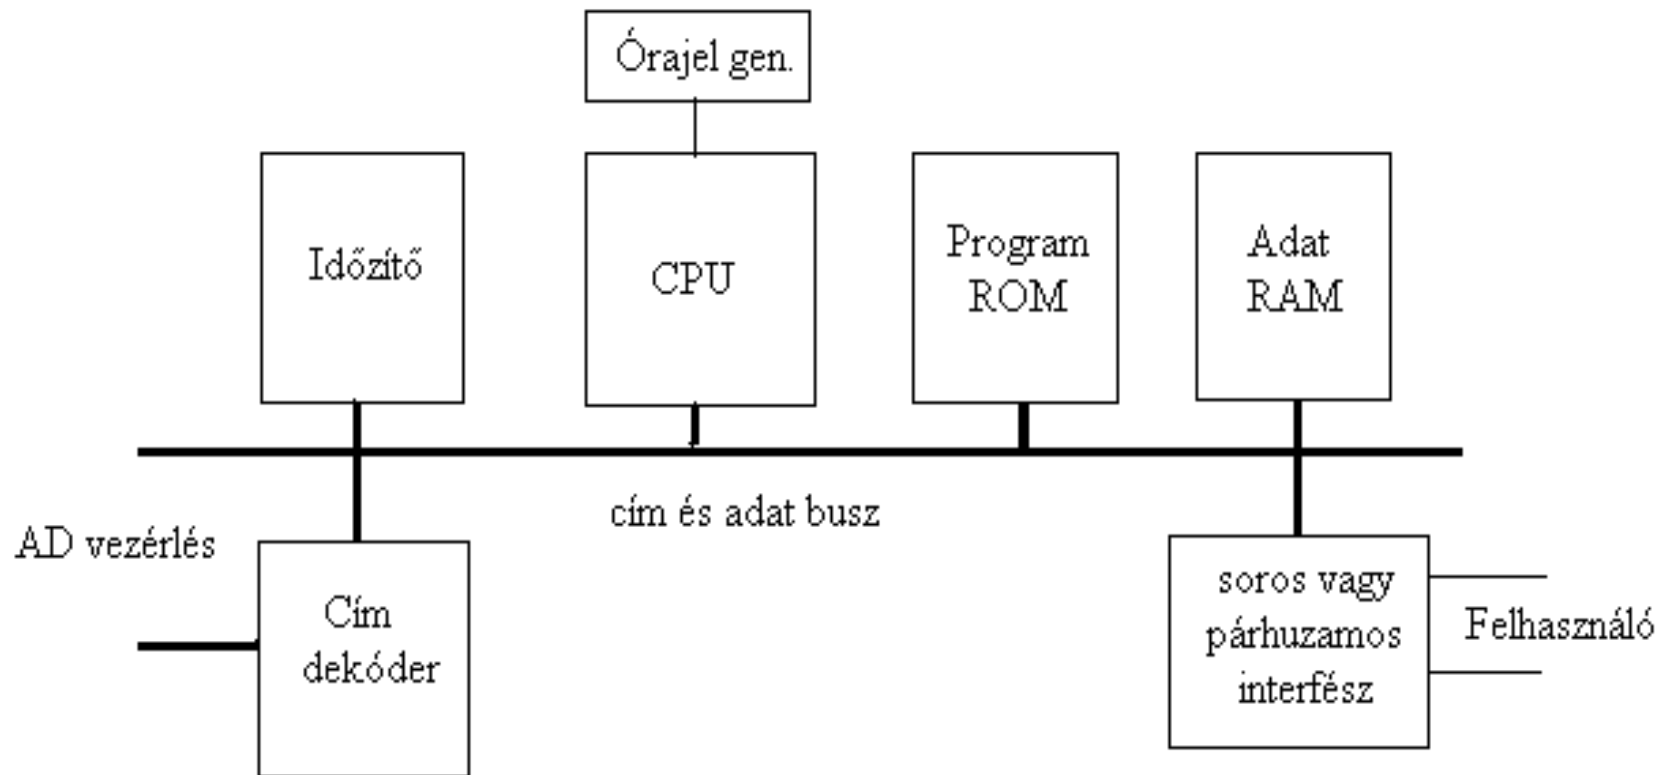 Órajel gen.
Időzítő
CPU
Program
ROM
Adat
RAM
cím és adat busz
AD vezérlés
Cím
dekóder
soros vagy
párhuzamos
interfész
Felhasználó